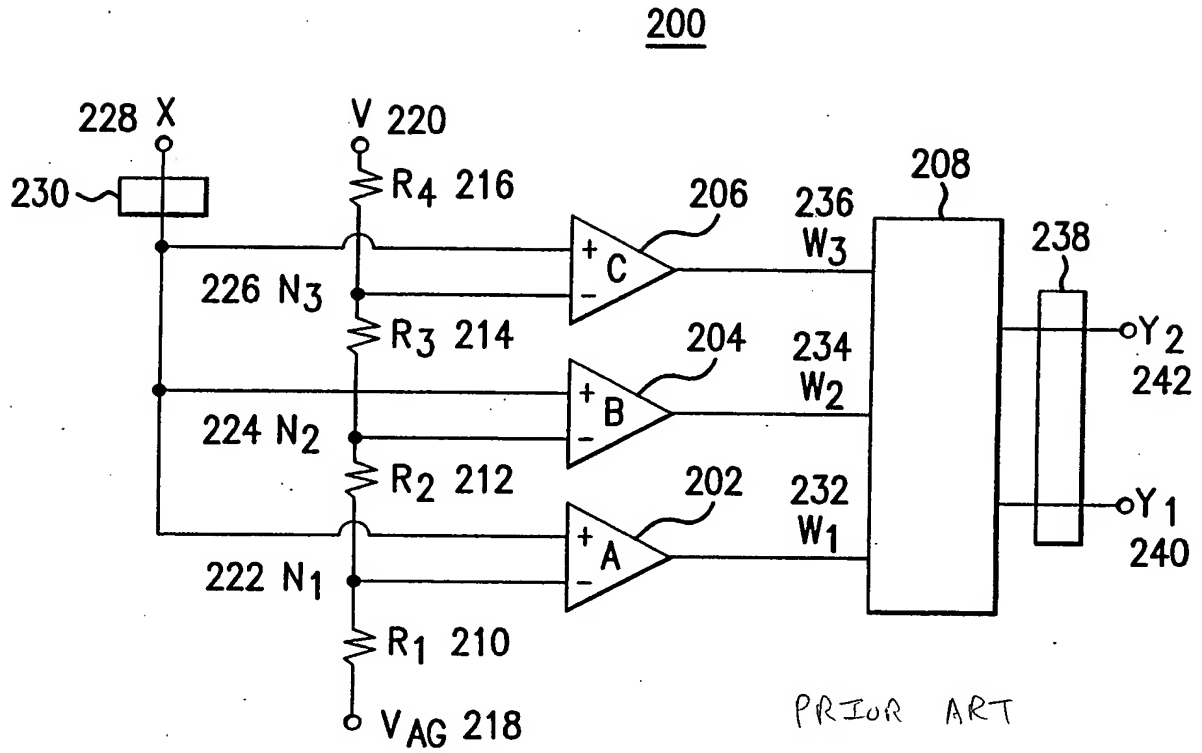 200
228 X
V 220
230
R4 216
206
236
W3
208
238
+
C
-
226 N3
R3 214
204
234
W2
Y2
242
+
B
-
224 N2
R2 212
202
232
W1
Y1
240
+
A
-
222 N1
R1 210
VAG 218
PRIOR ART